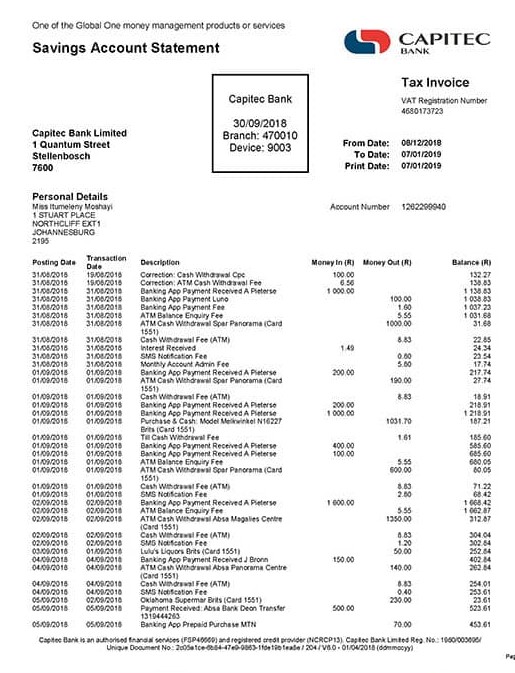 One of the Global One money management products or services
Savings Account Statement
CAPITEC
BANK
Tax Invoice
VAT Registration Number
4680173723
Capitec Bank
30/09/2018
Branch: 470010
Device: 9003
Capitec Bank Limited
1 Quantum Street
Stellenbosch
7600
From Date: 08/12/2018
To Date: 07/01/2019
Print Date: 07/01/2019
Personal Details
Miss Itumeleny Moshayi
1 STUART PLACE
NORTHCLIFF EXT1
JOHANNESBURG
2195
Account Number 1262299940
Posting Date Transaction Date Description Money In (R) Money Out (R) Balance (R)
31/08/2018 19/08/2018 Correction: Cash Withdrawal Cpc 100.00 132.27
31/08/2018 19/08/2018 Correction: ATM Cash Withdrawal Fee 6.56 138.83
31/08/2018 31/08/2018 Banking App Payment Received A Pieterse 1 000.00 1 138.83
31/08/2018 31/08/2018 Banking App Payment Luno 100.00 1 038.83
31/08/2018 31/08/2018 Banking App Payment Fee 1.60 1 037.23
31/08/2018 31/08/2018 ATM Balance Enquiry Fee 5.55 1 031.68
31/08/2018 31/08/2018 ATM Cash Withdrawal Spar Panorama (Card 1000.00 31.68
1551)
31/08/2018 31/08/2018 Cash Withdrawal Fee (ATM) 8.83 22.85
31/08/2018 31/08/2018 Interest Received 1.49 24.34
31/08/2018 31/08/2018 SMS Notification Fee 0.80 23.54
31/08/2018 31/08/2018 Monthly Account Admin Fee 5.80 17.74
01/09/2018 01/09/2018 Banking App Payment Received A Pieterse 200.00 217.74
01/09/2018 01/09/2018 ATM Cash Withdrawal Spar Panorama (Card 190.00 27.74
1551)
01/09/2018 01/09/2018 Cash Withdrawal Fee (ATM) 8.83 18.91
01/09/2018 01/09/2018 Banking App Payment Received A Pieterse 200.00 218.91
01/09/2018 01/09/2018 Banking App Payment Received A Pieterse 1 000.00 1 218.91
01/09/2018 01/09/2018 Purchase & Cash: Model Melkwinkel N16227 1031.70 187.21
Brits (Card 1551)
01/09/2018 01/09/2018 Till Cash Withdrawal Fee 1.61 185.60
01/09/2018 01/09/2018 Banking App Payment Received A Pieterse 400.00 585.60
01/09/2018 01/09/2018 Banking App Payment Received A Pieterse 100.00 685.60
01/09/2018 01/09/2018 ATM Balance Enquiry Fee 5.55 680.05
01/09/2018 01/09/2018 ATM Cash Withdrawal Spar Panorama (Card 600.00 80.05
1551)
01/09/2018 01/09/2018 Cash Withdrawal Fee (ATM) 8.83 71.22
01/09/2018 01/09/2018 SMS Notification Fee 2.80 68.42
02/09/2018 02/09/2018 Banking App Payment Received A Pieterse 1 600.00 1 668.42
02/09/2018 02/09/2018 ATM Balance Enquiry Fee 5.55 1 662.87
02/09/2018 02/09/2018 ATM Cash Withdrawal Absa Magalies Centre 1350.00 312.87
(Card 1551)
02/09/2018 02/09/2018 Cash Withdrawal Fee (ATM) 8.83 304.04
02/09/2018 02/09/2018 SMS Notification Fee 1.20 302.84
03/09/2018 01/09/2018 Lulu's Liquors Brits (Card 1551) 50.00 252.84
04/09/2018 04/09/2018 Banking App Payment Received J Bronn 150.00 402.84
04/09/2018 04/09/2018 ATM Cash Withdrawal Absa Panorama Centre 140.00 262.84
(Card 1551)
04/09/2018 04/09/2018 Cash Withdrawal Fee (ATM) 8.83 254.01
04/09/2018 04/09/2018 SMS Notification Fee 0.40 253.61
05/09/2018 02/09/2018 Oklahoma Supermar Brits (Card 1551) 230.00 23.61
05/09/2018 05/09/2018 Payment Received: Absa Bank Deon Transfer 500.00 523.61
1319444263
05/09/2018 05/09/2018 Banking App Prepaid Purchase MTN 70.00 453.61
Capitec Bank is an authorised financial services (FSP46669) and registered credit provider (NCRCP13). Capitec Bank Limited Reg. No.: 1980/003695/
Unique Document No.: / 204 / V8.0 - 01/04/2018 (ddmmccyy)